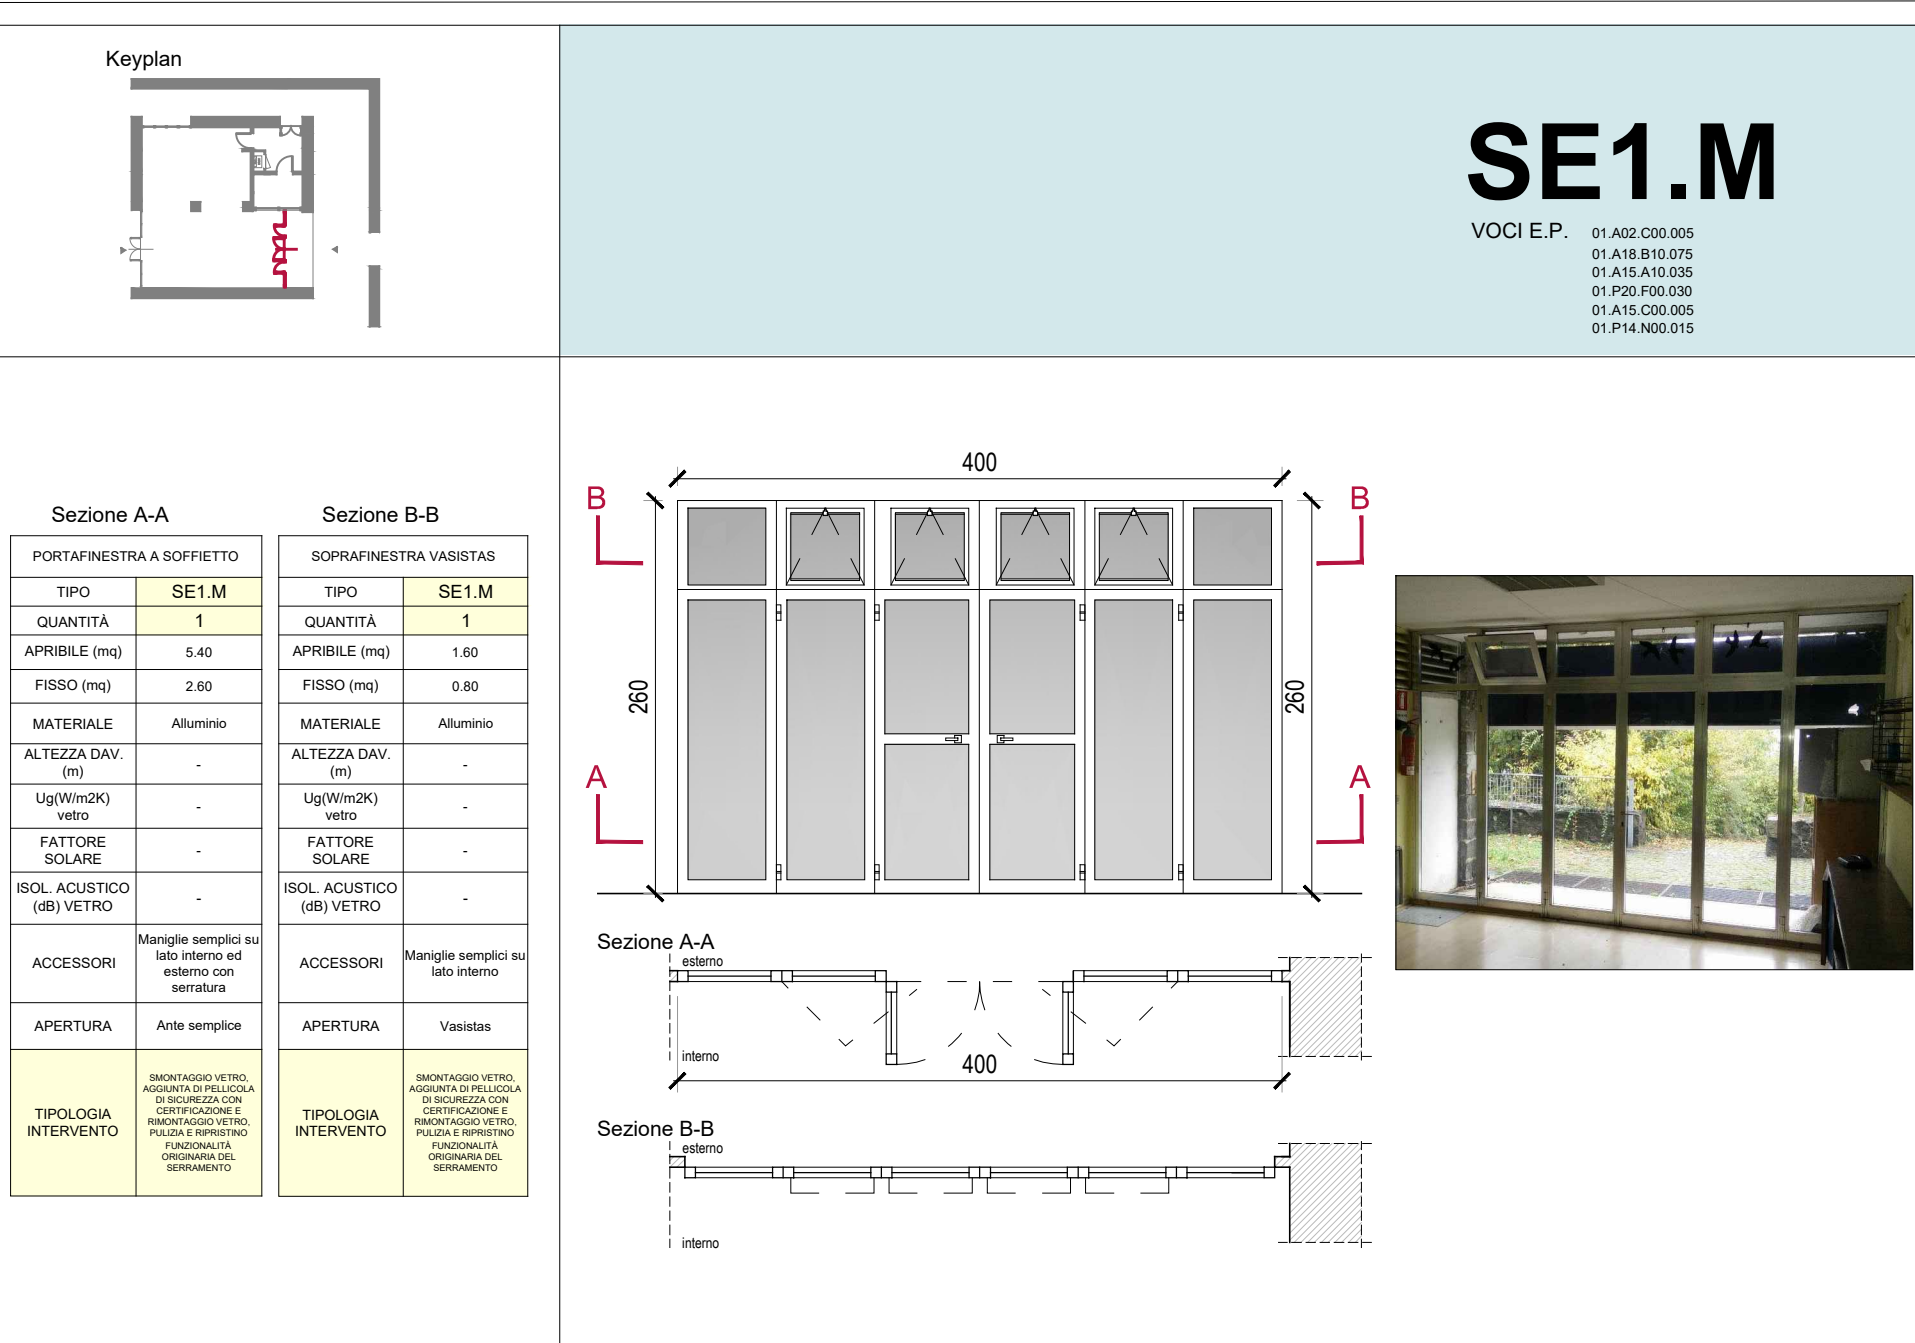 Keyplan
SE1.M
VOCI E.P.
01.A02.C00.005
01.A18.B10.075
01.A15.A10.035
01.P20.F00.030
01.A15.C00.005
01.P14.N00.015
Sezione A-A
PORTAFINESTRA A SOFFIETTO
TIPO SE1.M
QUANTITÀ 1
APRIBILE (mq) 5.40
FISSO (mq) 2.60
MATERIALE Alluminio
ALTEZZA DAV.
(m) -
Ug(W/m2K)
vetro -
FATTORE
SOLARE -
ISOL. ACUSTICO
(dB) VETRO -
ACCESSORI
Maniglie semplici su
lato interno ed
esterno con
serratura
APERTURA Ante semplice
TIPOLOGIA
INTERVENTO
SMONTAGGIO VETRO,
AGGIUNTA DI PELLICOLA
DI SICUREZZA CON
CERTIFICAZIONE E
RIMONTAGGIO VETRO,
PULIZIA E RIPRISTINO
FUNZIONALITÀ
ORIGINARIA DEL
SERRAMENTO
Sezione B-B
SOPRAFINESTRA VASISTAS
TIPO SE1.M
QUANTITÀ 1
APRIBILE (mq) 1.60
FISSO (mq) 0.80
MATERIALE Alluminio
ALTEZZA DAV.
(m) -
Ug(W/m2K)
vetro -
FATTORE
SOLARE -
ISOL. ACUSTICO
(dB) VETRO -
ACCESSORI
Maniglie semplici su
lato interno
APERTURA Vasistas
TIPOLOGIA
INTERVENTO
SMONTAGGIO VETRO,
AGGIUNTA DI PELLICOLA
DI SICUREZZA CON
CERTIFICAZIONE E
RIMONTAGGIO VETRO,
PULIZIA E RIPRISTINO
FUNZIONALITÀ
ORIGINARIA DEL
SERRAMENTO
400
B B
260 260
A A
Sezione A-A
esterno
interno
400
Sezione B-B
esterno
interno